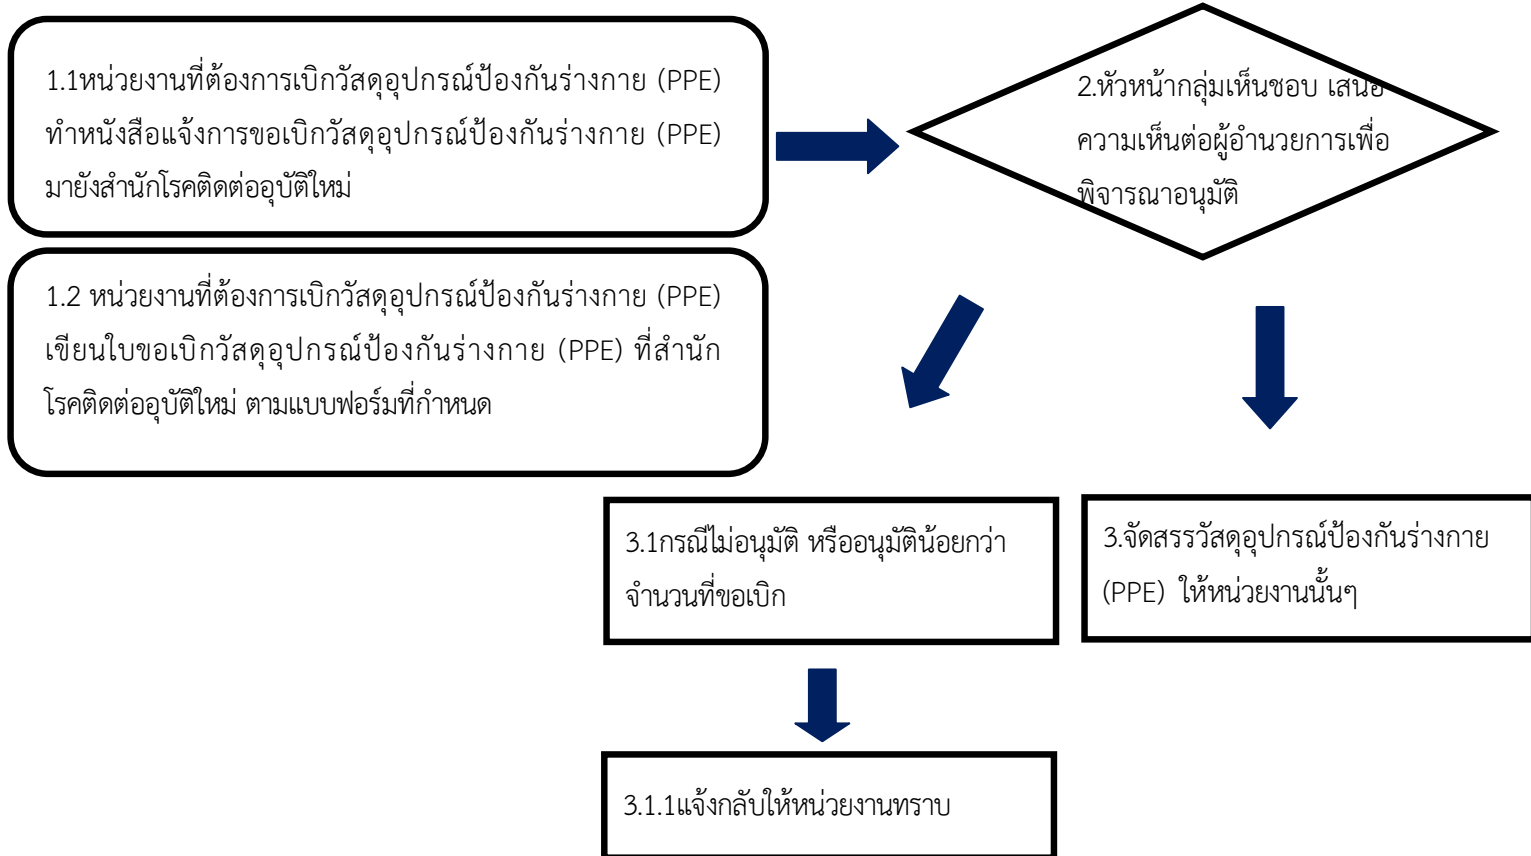 1.1หน่วยงานที่ต้องการเบิกวัสดุอุปกรณ์ป้องกันร่างกาย (PPE)
ทำหนังสือแจ้งการขอเบิกวัสดุอุปกรณ์ป้องกันร่างกาย (PPE)
มายังสำนักโรคติดต่ออุบัติใหม่
2.หัวหน้ากลุ่มเห็นชอบ เสนอ
ความเห็นต่อผู้อำนวยการเพื่อ
พิจารณาอนุมัติ
1.2 หน่วยงานที่ต้องการเบิกวัสดุอุปกรณ์ป้องกันร่างกาย (PPE)
เขียนใบขอเบิกวัสดุอุปกรณ์ป้องกันร่างกาย (PPE) ที่สำนัก
โรคติดต่ออุบัติใหม่ ตามแบบฟอร์มที่กำหนด
3.1กรณีไม่อนุมัติ หรืออนุมัติน้อยกว่า
จำนวนที่ขอเบิก
3.จัดสรรวัสดุอุปกรณ์ป้องกันร่างกาย
(PPE) ให้หน่วยงานนั้นๆ
3.1.1แจ้งกลับให้หน่วยงานทราบ